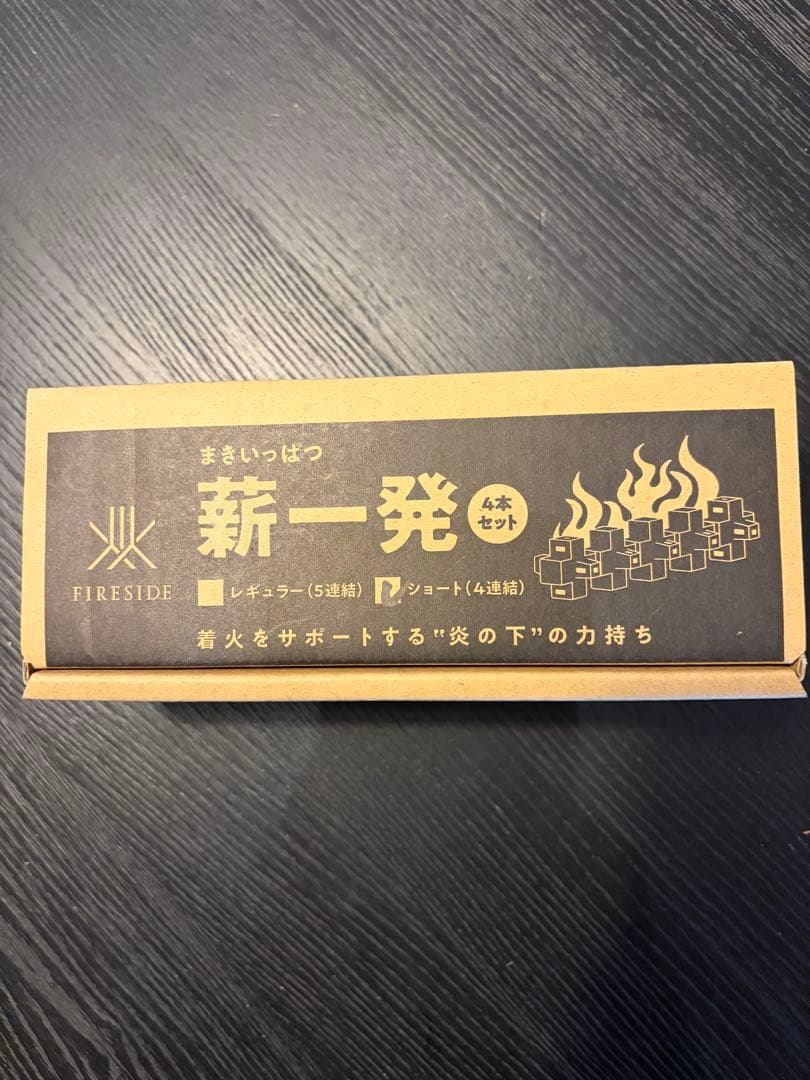 まきいっぱつ
薪一発
4本
セット
FIRESIDE
レギュラー(5連結) ショート(4連結)
着火をサポートする“炎の下”の力持ち